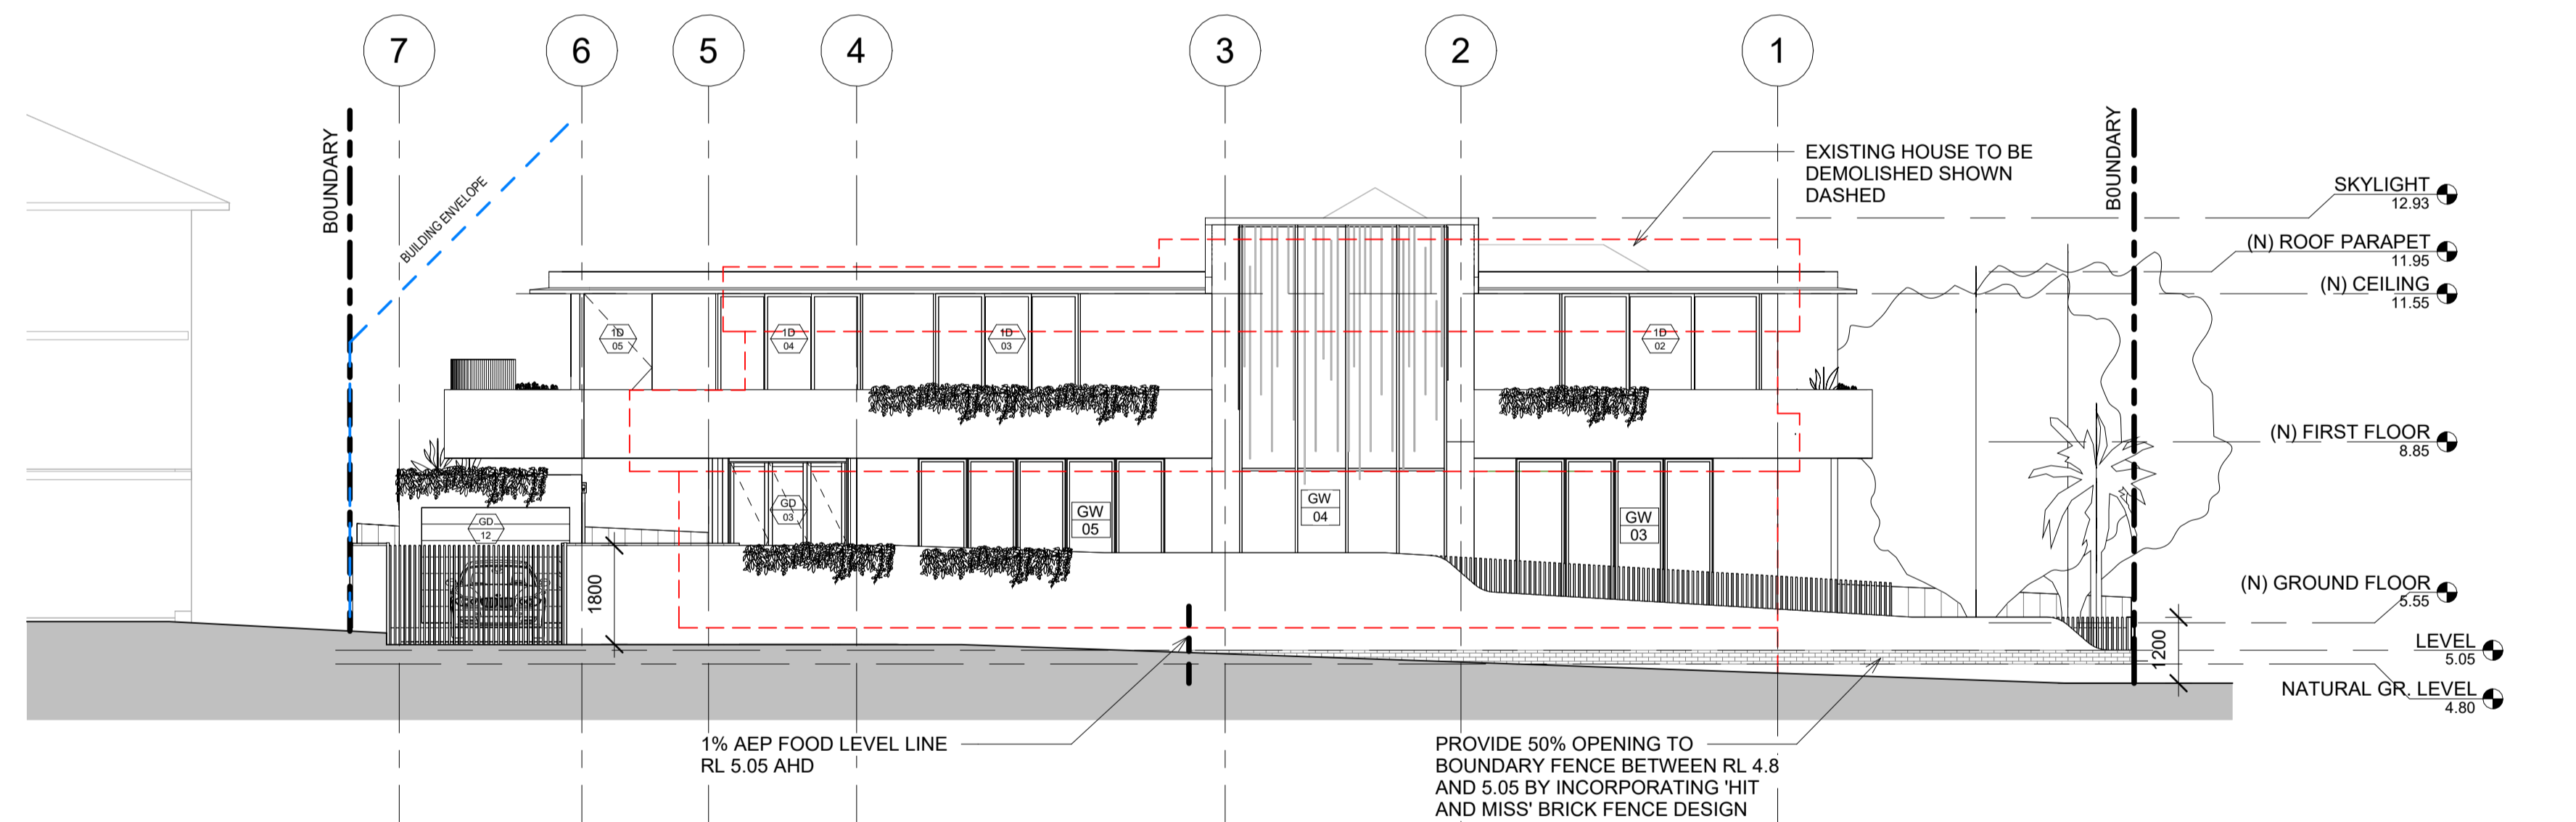 7
6
5
4
3
2
1
B0UNDARY
BUILDING ENVELOPE
EXISTING HOUSE TO BE
DEMOLISHED SHOWN
DASHED
B0UNDARY
SKYLIGHT
12.93
(N) ROOF PARAPET
11.95
(N) CEILING
11.55
(N) FIRST FLOOR
8.85
(N) GROUND FLOOR
5.55
LEVEL
5.05
NATURAL GR. LEVEL
4.80
1D
05
1D
04
1D
03
1D
02
GD
12
GD
03
GW
05
GW
04
GW
03
1800
1200
1% AEP FOOD LEVEL LINE
RL 5.05 AHD
PROVIDE 50% OPENING TO
BOUNDARY FENCE BETWEEN RL 4.8
AND 5.05 BY INCORPORATING 'HIT
AND MISS' BRICK FENCE DESIGN